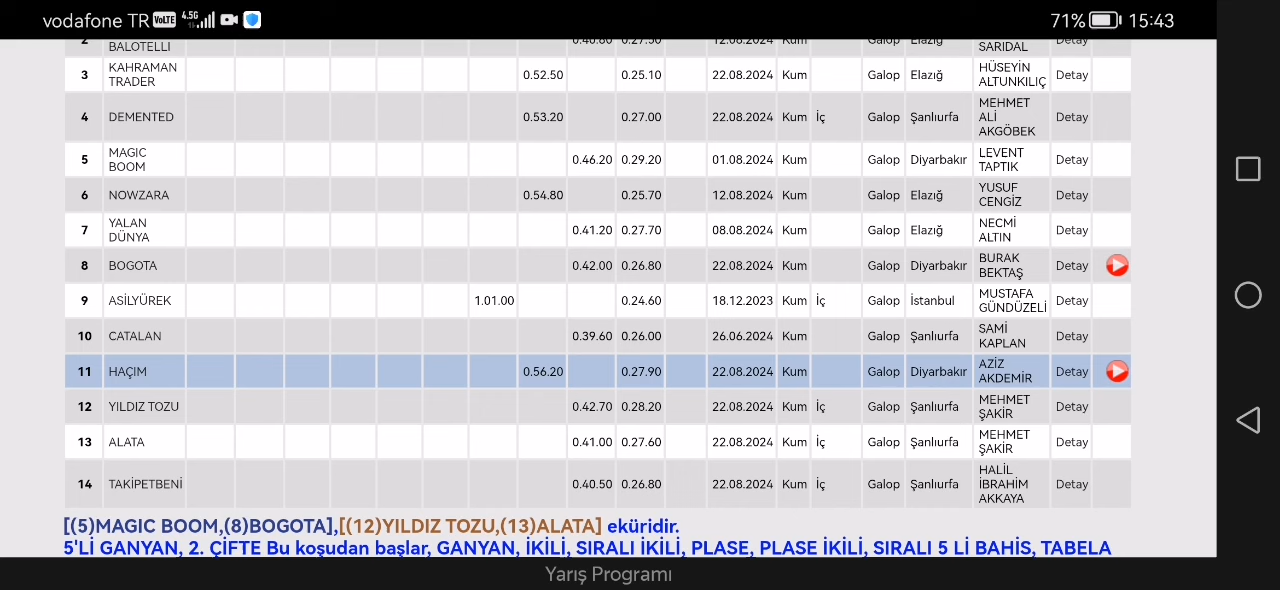 vodafone TR VoLTE 4.5G 71% 15:43
2 BALOTELLI 0.40.80 0.27.50 12.08.2024 Kum Galop Elazığ SARIDAL Detay
3 KAHRAMAN TRADER 0.52.50 0.25.10 22.08.2024 Kum Galop Elazığ HÜSEYİN ALTUNKILIÇ Detay
4 DEMENTED 0.53.20 0.27.00 22.08.2024 Kum İç Galop Şanlıurfa MEHMET ALİ AKGÖBEK Detay
5 MAGIC BOOM 0.46.20 0.29.20 01.08.2024 Kum Galop Diyarbakır LEVENT TAPTIK Detay
6 NOWZARA 0.54.80 0.25.70 12.08.2024 Kum Galop Elazığ YUSUF CENGİZ Detay
7 YALAN DÜNYA 0.41.20 0.27.70 08.08.2024 Kum Galop Elazığ NECMİ ALTIN Detay
8 BOGOTA 0.42.00 0.26.80 22.08.2024 Kum Galop Diyarbakır BURAK BEKTAŞ Detay
9 ASİLYÜREK 1.01.00 0.24.60 18.12.2023 Kum İç Galop İstanbul MUSTAFA GÜNDÜZELİ Detay
10 CATALAN 0.39.60 0.26.00 26.06.2024 Kum Galop Şanlıurfa SAMİ KAPLAN Detay
11 HAÇIM 0.56.20 0.27.90 22.08.2024 Kum Galop Diyarbakır AZİZ AKDEMİR Detay
12 YILDIZ TOZU 0.42.70 0.28.20 22.08.2024 Kum İç Galop Şanlıurfa MEHMET ŞAKİR Detay
13 ALATA 0.41.00 0.27.60 22.08.2024 Kum İç Galop Şanlıurfa MEHMET ŞAKİR Detay
14 TAKİPETBENİ 0.40.50 0.26.80 22.08.2024 Kum İç Galop Şanlıurfa HALİL İBRAHİM AKKAYA Detay
[(5)MAGIC BOOM,(8)BOGOTA],[(12)YILDIZ TOZU,(13)ALATA] eküridir.
5'Lİ GANYAN, 2. ÇİFTE Bu koşudan başlar, GANYAN, İKİLİ, SIRALI İKİLİ, PLASE, PLASE İKİLİ, SIRALI 5 Lİ BAHİS, TABELA
Yarış Programı